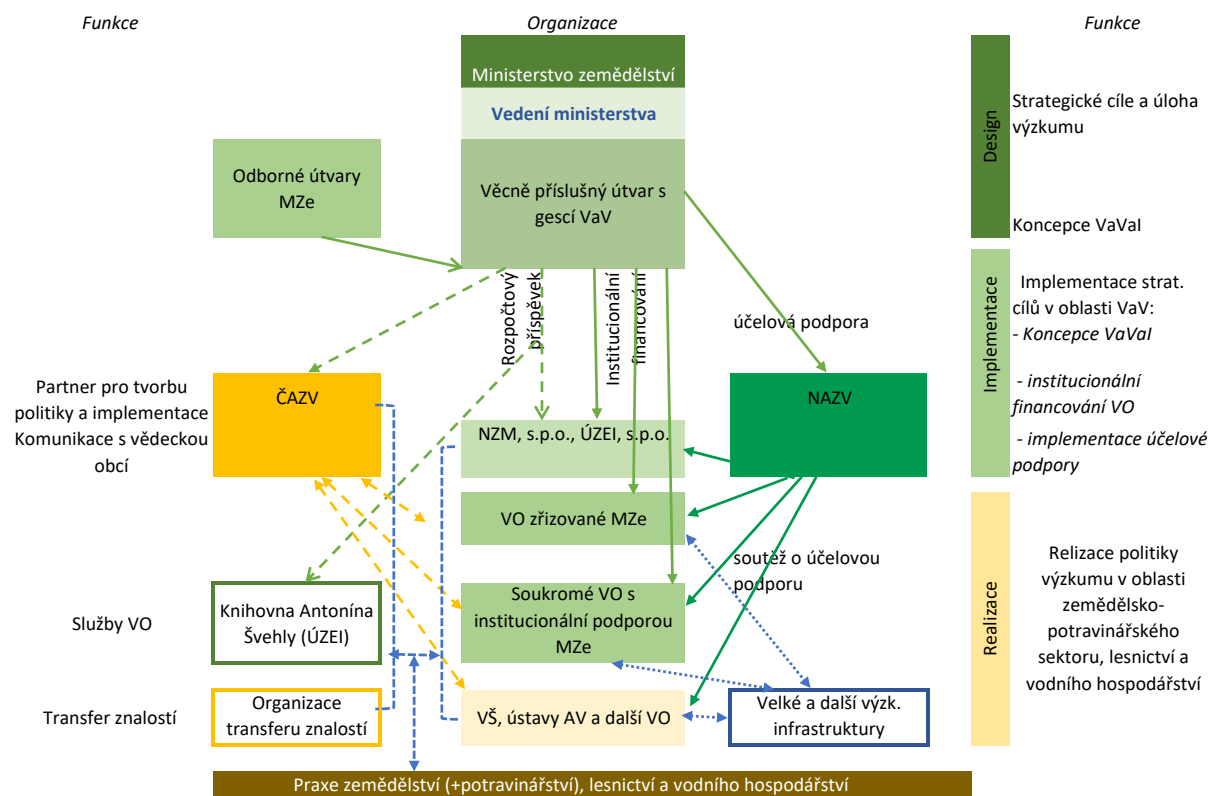 Funkce
Organizace
Funkce
Ministerstvo zemědělství
Vedení ministerstva
Věcně příslušný útvar s
gescí VaV
Odborné útvary
MZe
Design
Strategické cíle a úloha
výzkumu
Koncepce VaVaI
Rozpočtový
příspěvek
Institucionální
financování
účelová podpora
Implementace
Implementace strat.
cílů v oblasti VaV:
- Koncepce VaVaI
- institucionální
financování VO
- implementace účelové
podpory
Partner pro tvorbu
politiky a implementace
Komunikace s vědeckou
obcí
ČAZV
NAZV
NZM, s.p.o., ÚZEI, s.p.o.
VO zřizované MZe
soutěž o účelovou
podporu
Soukromé VO s
institucionální podporou
MZe
Služby VO
Knihovna Antonína
Švehly (ÚZEI)
Realizace
Relizace politiky
výzkumu v oblasti
zemědělsko-
potravinářského
sektoru, lesnictví a
vodního hospodářství
Transfer znalostí
Organizace
transferu znalostí
VŠ, ústavy AV a další VO
Velké a další výzk.
infrastruktury
Praxe zemědělství (+potravinářství), lesnictví a vodního hospodářství